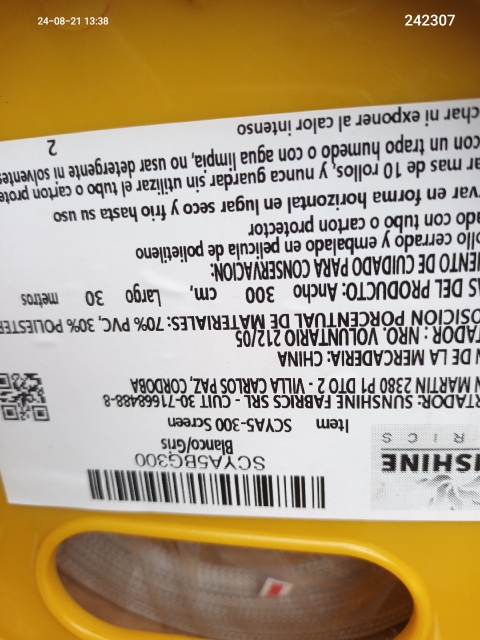 24-08-21 13:38
242307
SHINE
RICS
SCYA5BG300
Blanco/Gris
Item SCYA5-300 Screen
RTADOR: SUNSHINE FABRICS SRL - CUIT 30-71668488-8
N MARTIN 2380 P1 DTO 2 - VILLA CARLOS PAZ, CORDOBA
N DE LA MERCADERIA: CHINA
TADOR : NRO. VOLUNTARIO 212/05
OSICION PORCENTUAL DE MATERIALES: 70% PVC, 30% POLIESTER
AS DEL PRODUCTO: Ancho 300 cm, Largo 30 metros
IENTO DE CUIDADO PARA CONSERVACION:
ollo cerrado y embalado en pelicula de polietileno
ado con tubo o carton protector
rvar en forma horizontal en lugar seco y frio hasta su uso
ar mas de 10 rollos, y nunca guardar sin utilizar el tubo o carton prote
con un trapo humedo o con agua limpia, no usar detergente ni solventes
char ni exponer al calor intenso
2